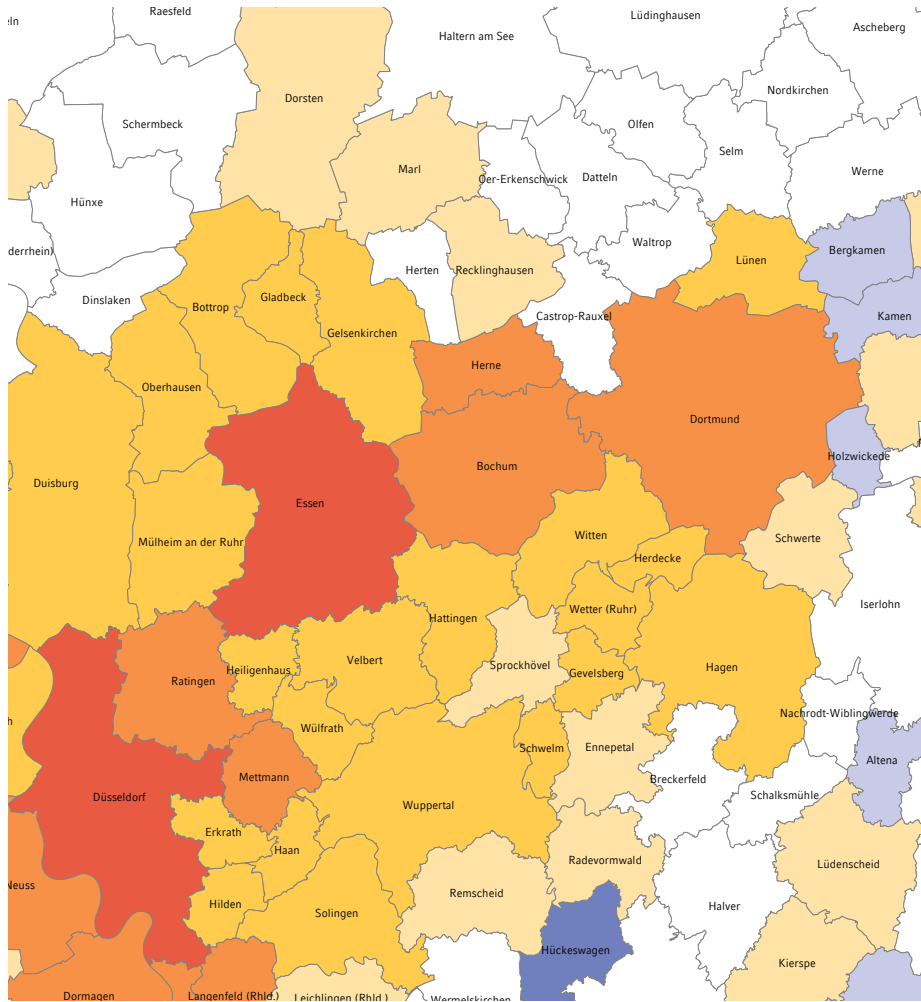 Raesfeld
Lüdinghausen
eln
Ascheberg
Haltern am See
Nordkirchen
Dorsten
Schermbeck
Olfen
Selm
Marl
Werne
Oer-Erkenschwick
Datteln
Hünxe
Waltrop
derrhein)
Bergkamen
Lünen
Herten
Recklinghausen
Dinslaken
Gladbeck
Bottrop
Castrop-Rauxel
Kamen
Gelsenkirchen
Herne
Oberhausen
Dortmund
Holzwickede
Bochum
Duisburg
Essen
Witten
Schwerte
Mülheim an der Ruhr
Herdecke
Iserlohn
Wetter (Ruhr)
Hattingen
Velbert
Sprockhövel
Hagen
Heiligenhaus
Gevelsberg
Ratingen
Nachrodt-Wiblingwerde
h
Wülfrath
Schwelm
Ennepetal
Altena
Mettmann
Breckerfeld
Düsseldorf
Schalksmühle
Wuppertal
Erkrath
Haan
Radevormwald
Lüdenscheid
Neuss
Remscheid
Hilden
Halver
Solingen
Hückeswagen
Kierspe
Dormagen
Langenfeld (Rhld.)
Leichlingen (Rhld.)
Wermelskirchen